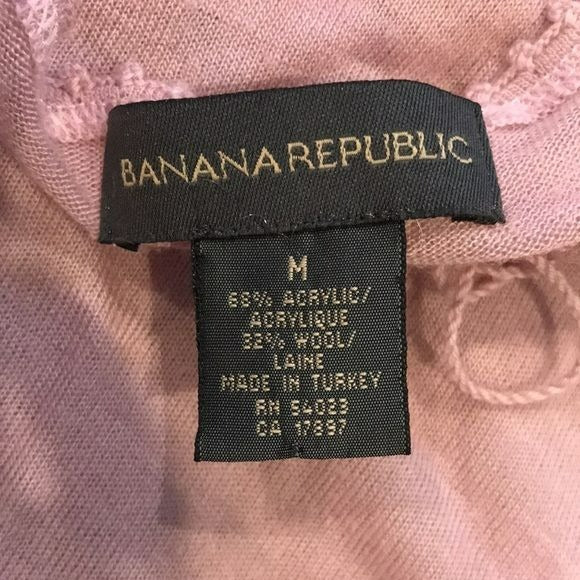 BANANA REPUBLIC
M
68% ACRYLIC/
ACRYLIQUE
32% WOOL/
LAINE
MADE IN TURKEY
RN 54023
CA 17897